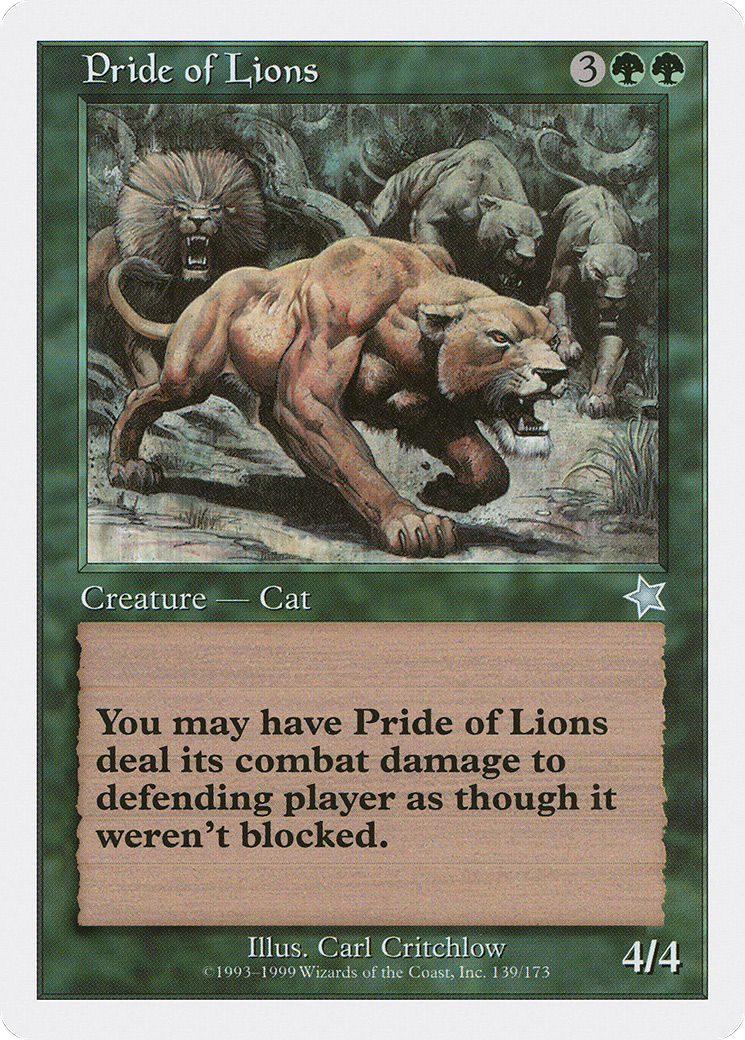 Pride of Lions 3
Creature — Cat
You may have Pride of Lions
deal its combat damage to
defending player as though it
weren't blocked.
Illus. Carl Critchlow
©1993–1999 Wizards of the Coast, Inc. 139/173
4/4